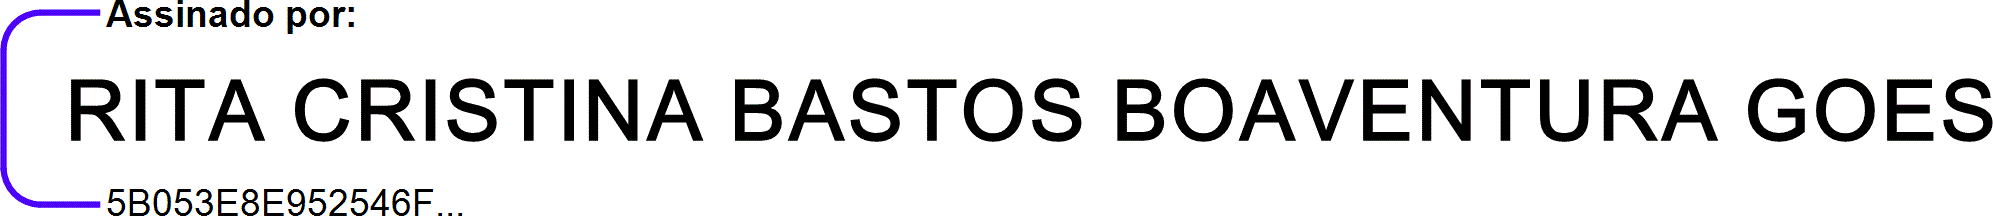 Assinado por:
RITA CRISTINA BASTOS BOAVENTURA GOES
5B053E8E952546F...